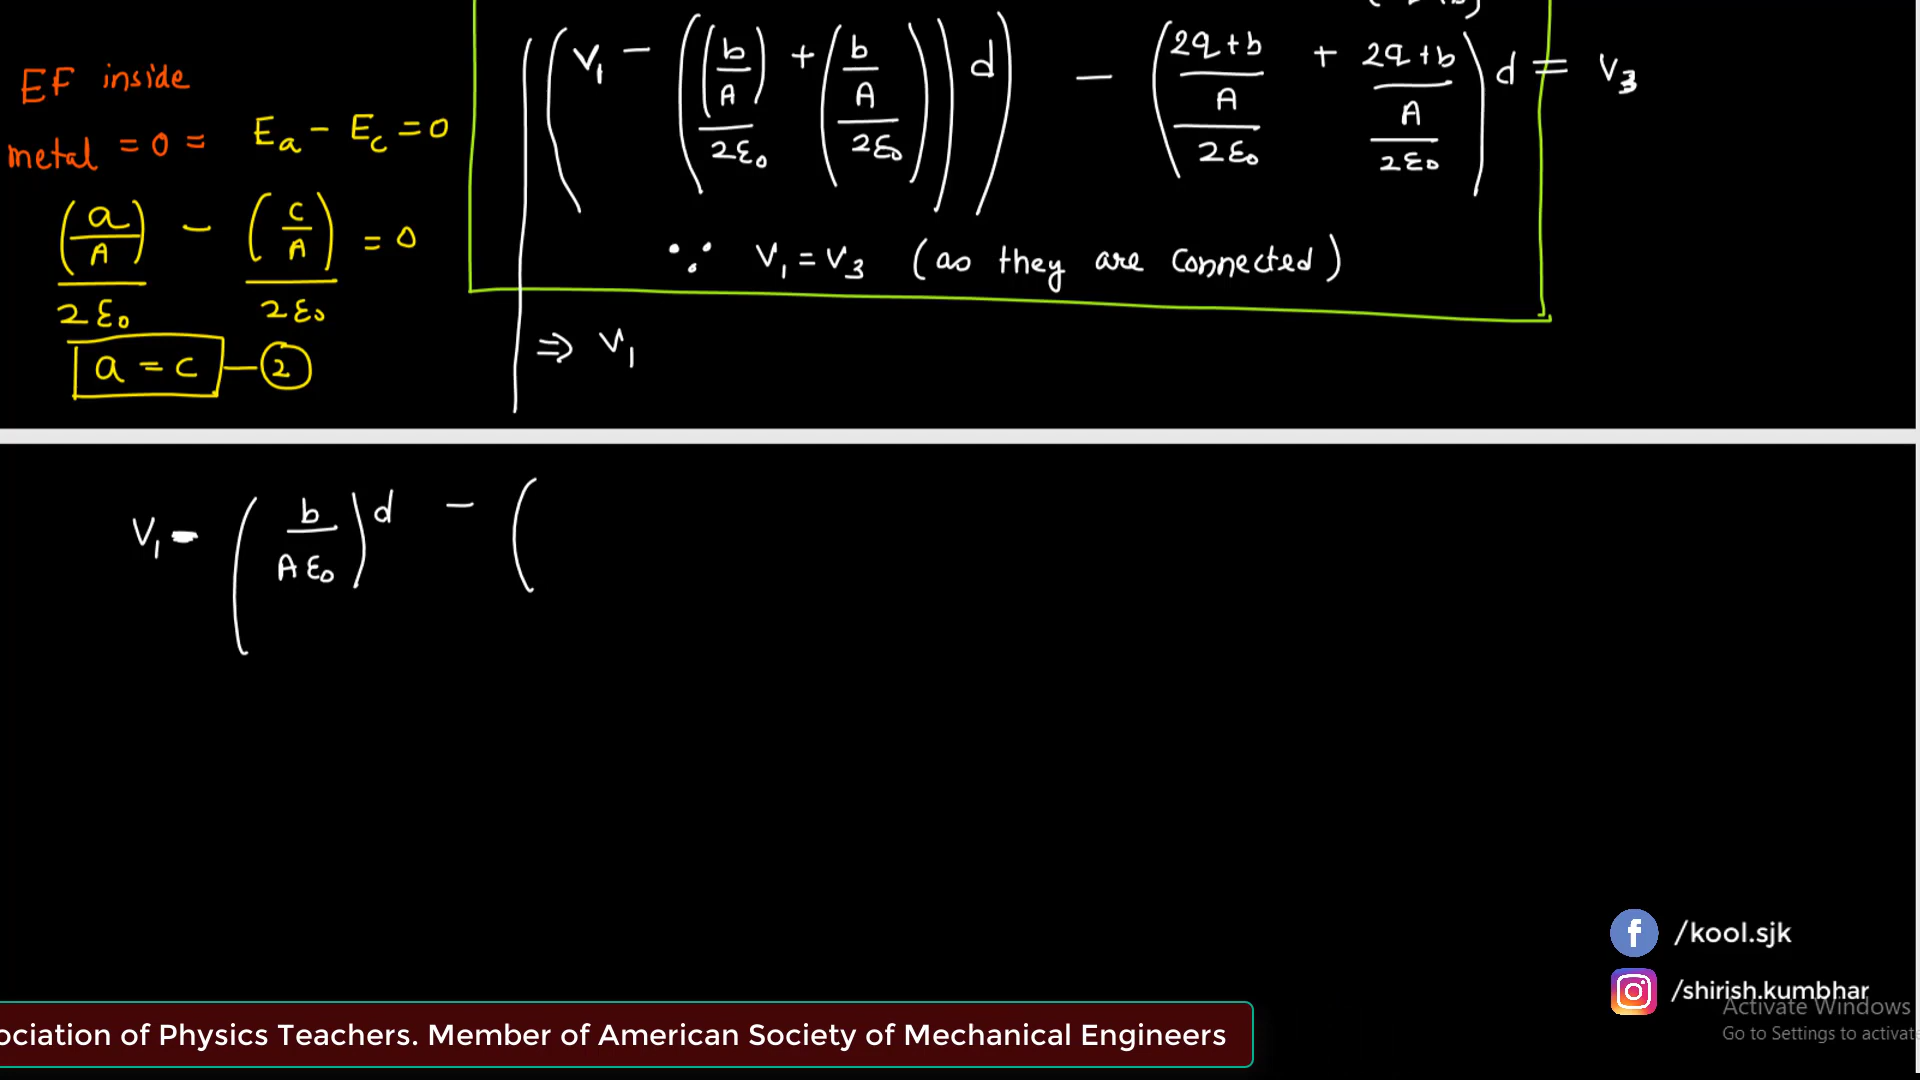 EF inside
metal = 0 = Ea - Ec = 0
(a/A)/2ε₀ - (c/A)/2ε₀ = 0
a = c — ②
((V₁ - ((b/A)/2ε₀ + (b/A)/2ε₀)) d) - ((2q+b)/A/2ε₀ + (2q+b)/A/2ε₀) d = V₃
∵ V₁ = V₃ (as they are connected)
⇒ V₁
V₁ - (b/Aε₀) d - (
/kool.sjk
/shirish.kumbhar
Activate Windows
Go to Settings to activat
ociation of Physics Teachers. Member of American Society of Mechanical Engineers